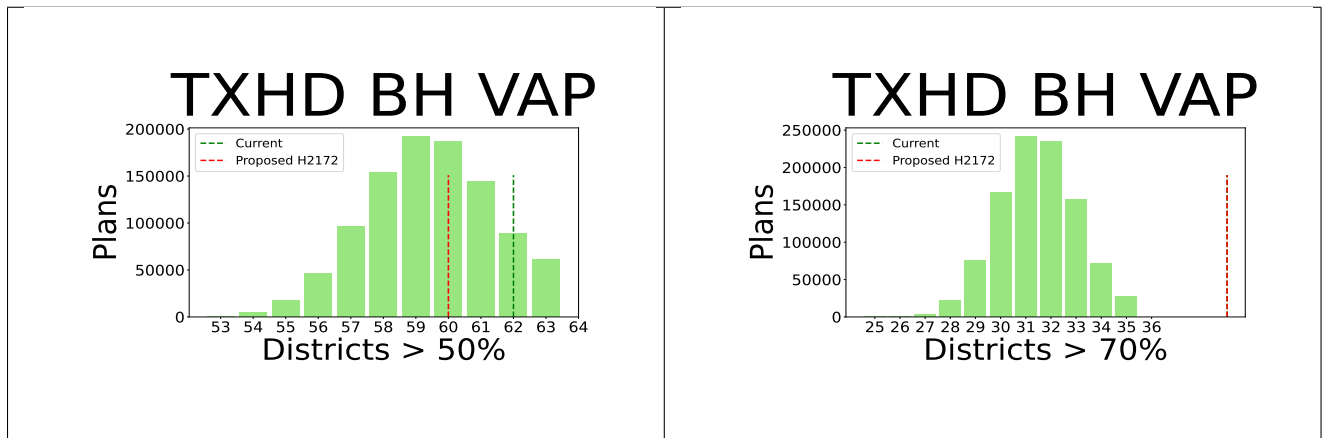 TXHD BH VAP
200000
150000
100000
50000
0
Plans
Current
Proposed H2172
53 54 55 56 57 58 59 60 61 62 63 64
Districts > 50%
TXHD BH VAP
250000
200000
150000
100000
50000
0
Plans
Current
Proposed H2172
25 26 27 28 29 30 31 32 33 34 35 36
Districts > 70%